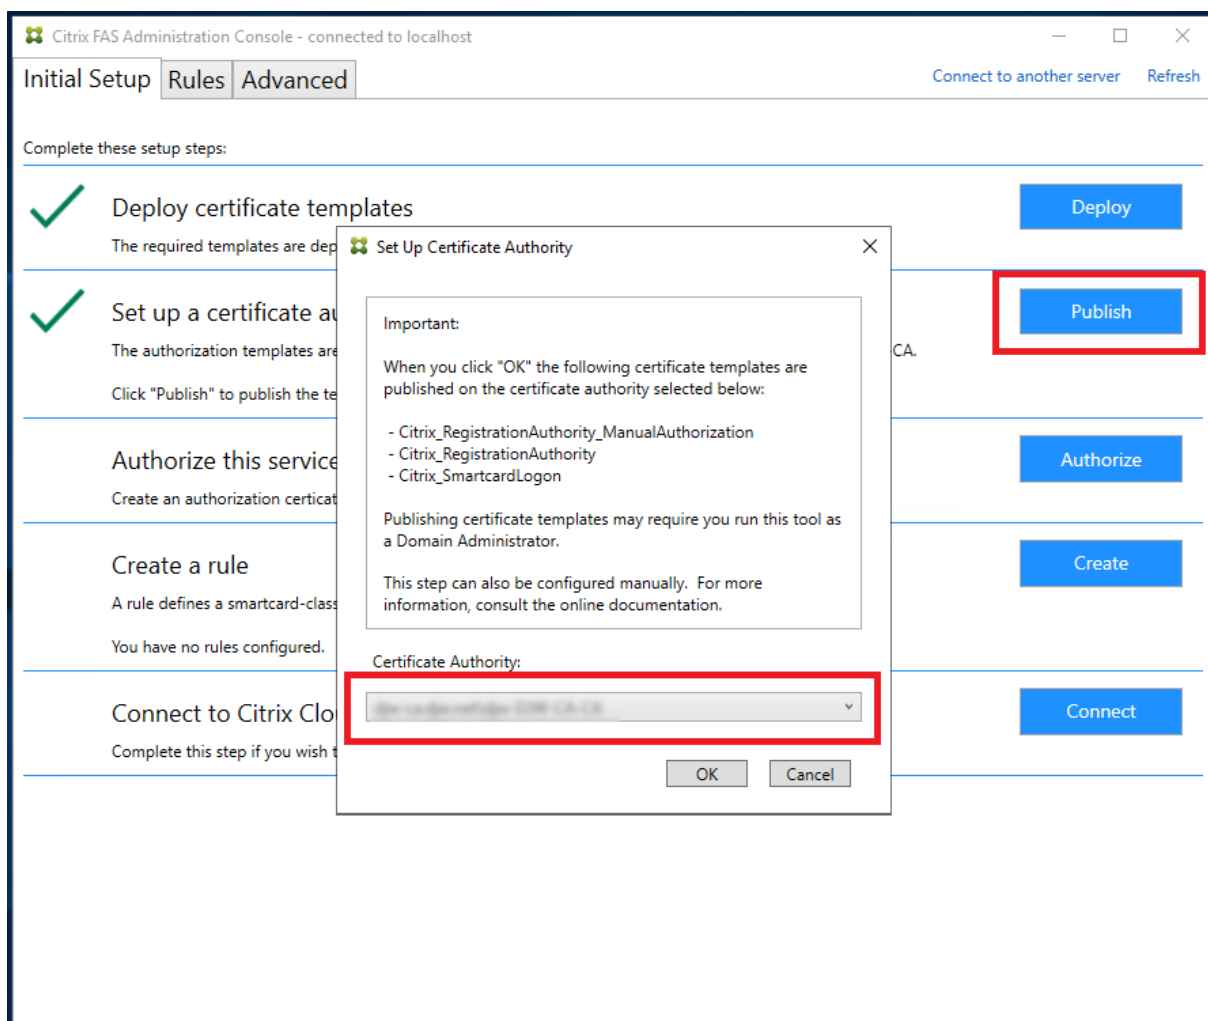 Citrix FAS Administration Console - connected to localhost
Initial Setup Rules Advanced Connect to another server Refresh
Complete these setup steps:
Deploy certificate templates Deploy
The required templates are dep
Set Up Certificate Authority
Set up a certificate au Publish
The authorization templates are CA.
Click "Publish" to publish the te
Important:
When you click "OK" the following certificate templates are
published on the certificate authority selected below:
- Citrix_RegistrationAuthority_ManualAuthorization
- Citrix_RegistrationAuthority
- Citrix_SmartcardLogon
Publishing certificate templates may require you run this tool as
a Domain Administrator.
This step can also be configured manually. For more
information, consult the online documentation.
Certificate Authority:
OK Cancel
Authorize this service Authorize
Create an authorization certicat
Create a rule Create
A rule defines a smartcard-class
You have no rules configured.
Connect to Citrix Clo Connect
Complete this step if you wish t